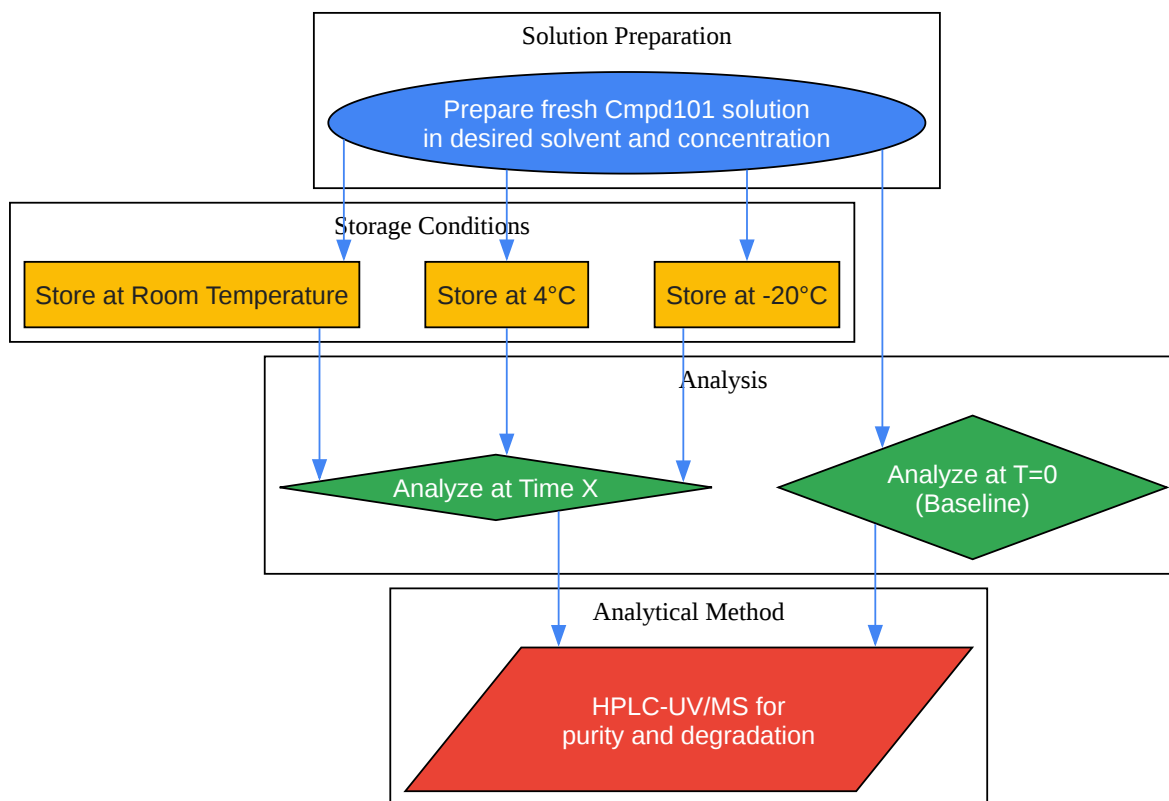 Solution Preparation
Prepare fresh Cmpd101 solution
in desired solvent and concentration
Storage Conditions
Store at Room Temperature
Store at 4°C
Store at -20°C
Analysis
Analyze at Time X
Analyze at T=0
(Baseline)
Analytical Method
HPLC-UV/MS for
purity and degradation